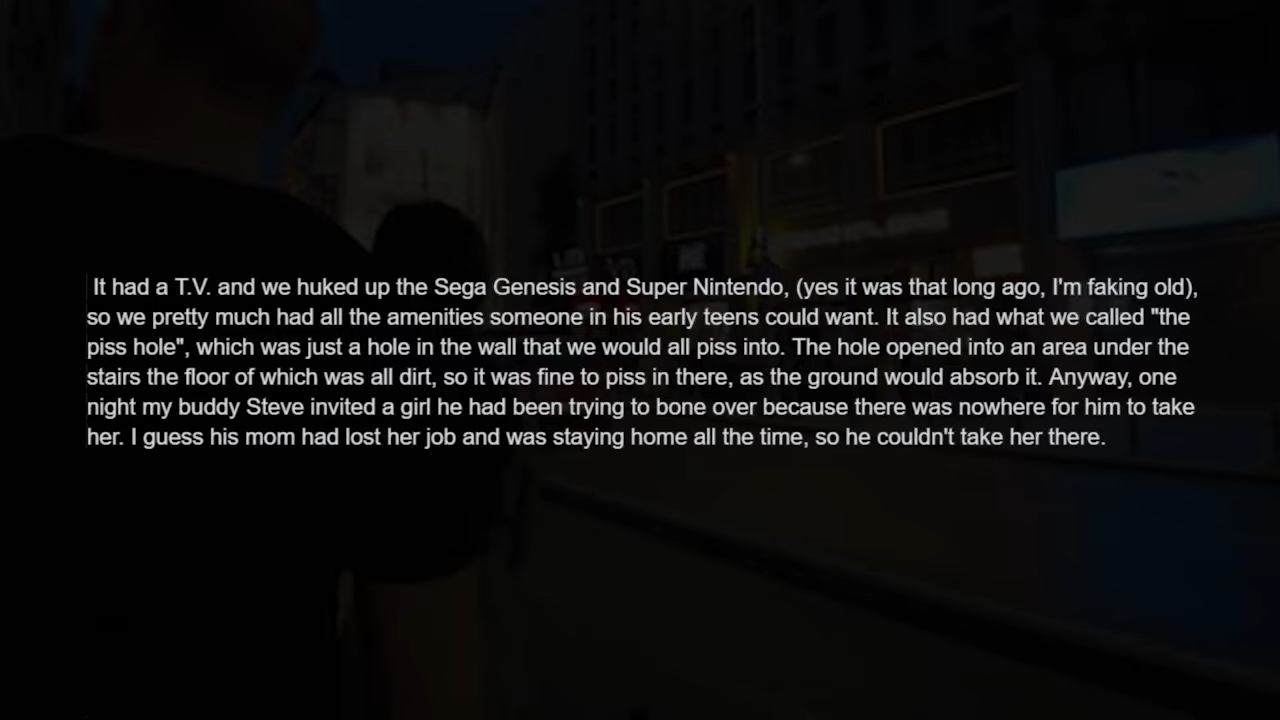 It had a T.V. and we huked up the Sega Genesis and Super Nintendo, (yes it was that long ago, I'm faking old),
so we pretty much had all the amenities someone in his early teens could want. It also had what we called "the
piss hole", which was just a hole in the wall that we would all piss into. The hole opened into an area under the
stairs the floor of which was all dirt, so it was fine to piss in there, as the ground would absorb it. Anyway, one
night my buddy Steve invited a girl he had been trying to bone over because there was nowhere for him to take
her. I guess his mom had lost her job and was staying home all the time, so he couldn't take her there.